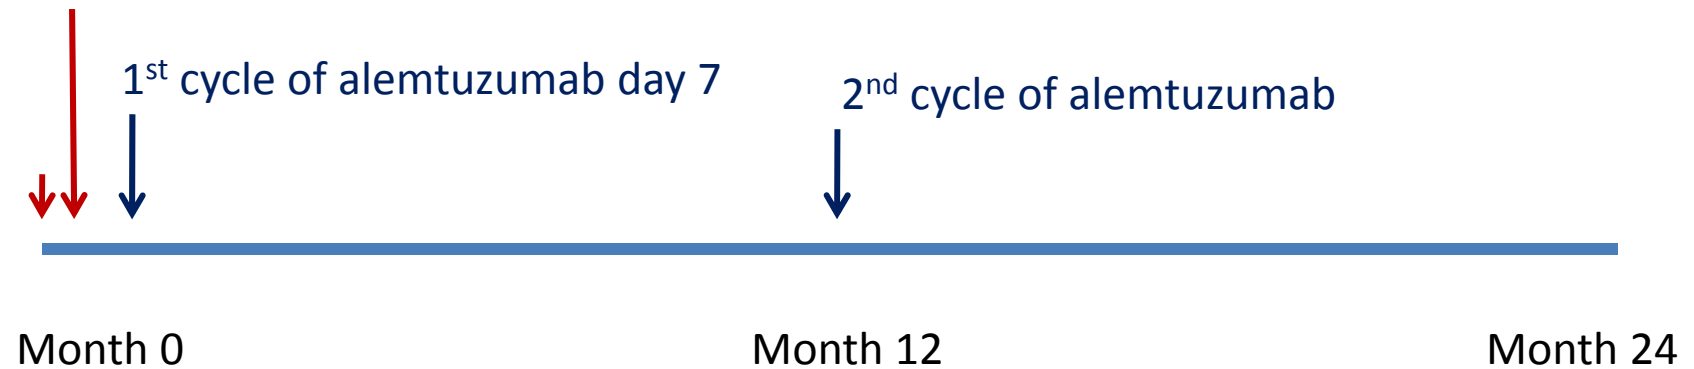 1st cycle of alemtuzumab day 7
2nd cycle of alemtuzumab
Month 0
Month 12
Month 24